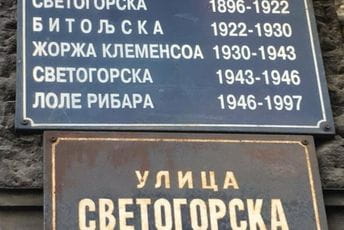 СВЕТОГОРСКА 1896-1922
БИТОЉСКА 1922-1930
ЖОРЖА КЛЕМЕНСОА 1930-1943
СВЕТОГОРСКА 1943-1946
ЛОЛЕ РИБАРА 1946-1997
УЛИЦА
СВЕТОГОРСКА